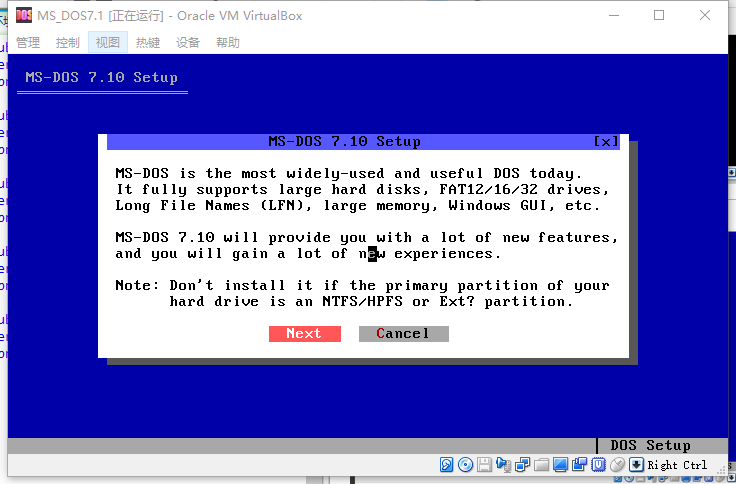 MS_DOS7.1 [正在运行] - Oracle VM VirtualBox
管理 控制 视图 热键 设备 帮助
MS-DOS 7.10 Setup
MS-DOS 7.10 Setup [x]
MS-DOS is the most widely-used and useful DOS today.
It fully supports large hard disks, FAT12/16/32 drives,
Long File Names (LFN), large memory, Windows GUI, etc.
MS-DOS 7.10 will provide you with a lot of new features,
and you will gain a lot of new experiences.
Note: Don't install it if the primary partition of your
hard drive is an NTFS/HPFS or Ext? partition.
Next Cancel
DOS Setup
Right Ctrl